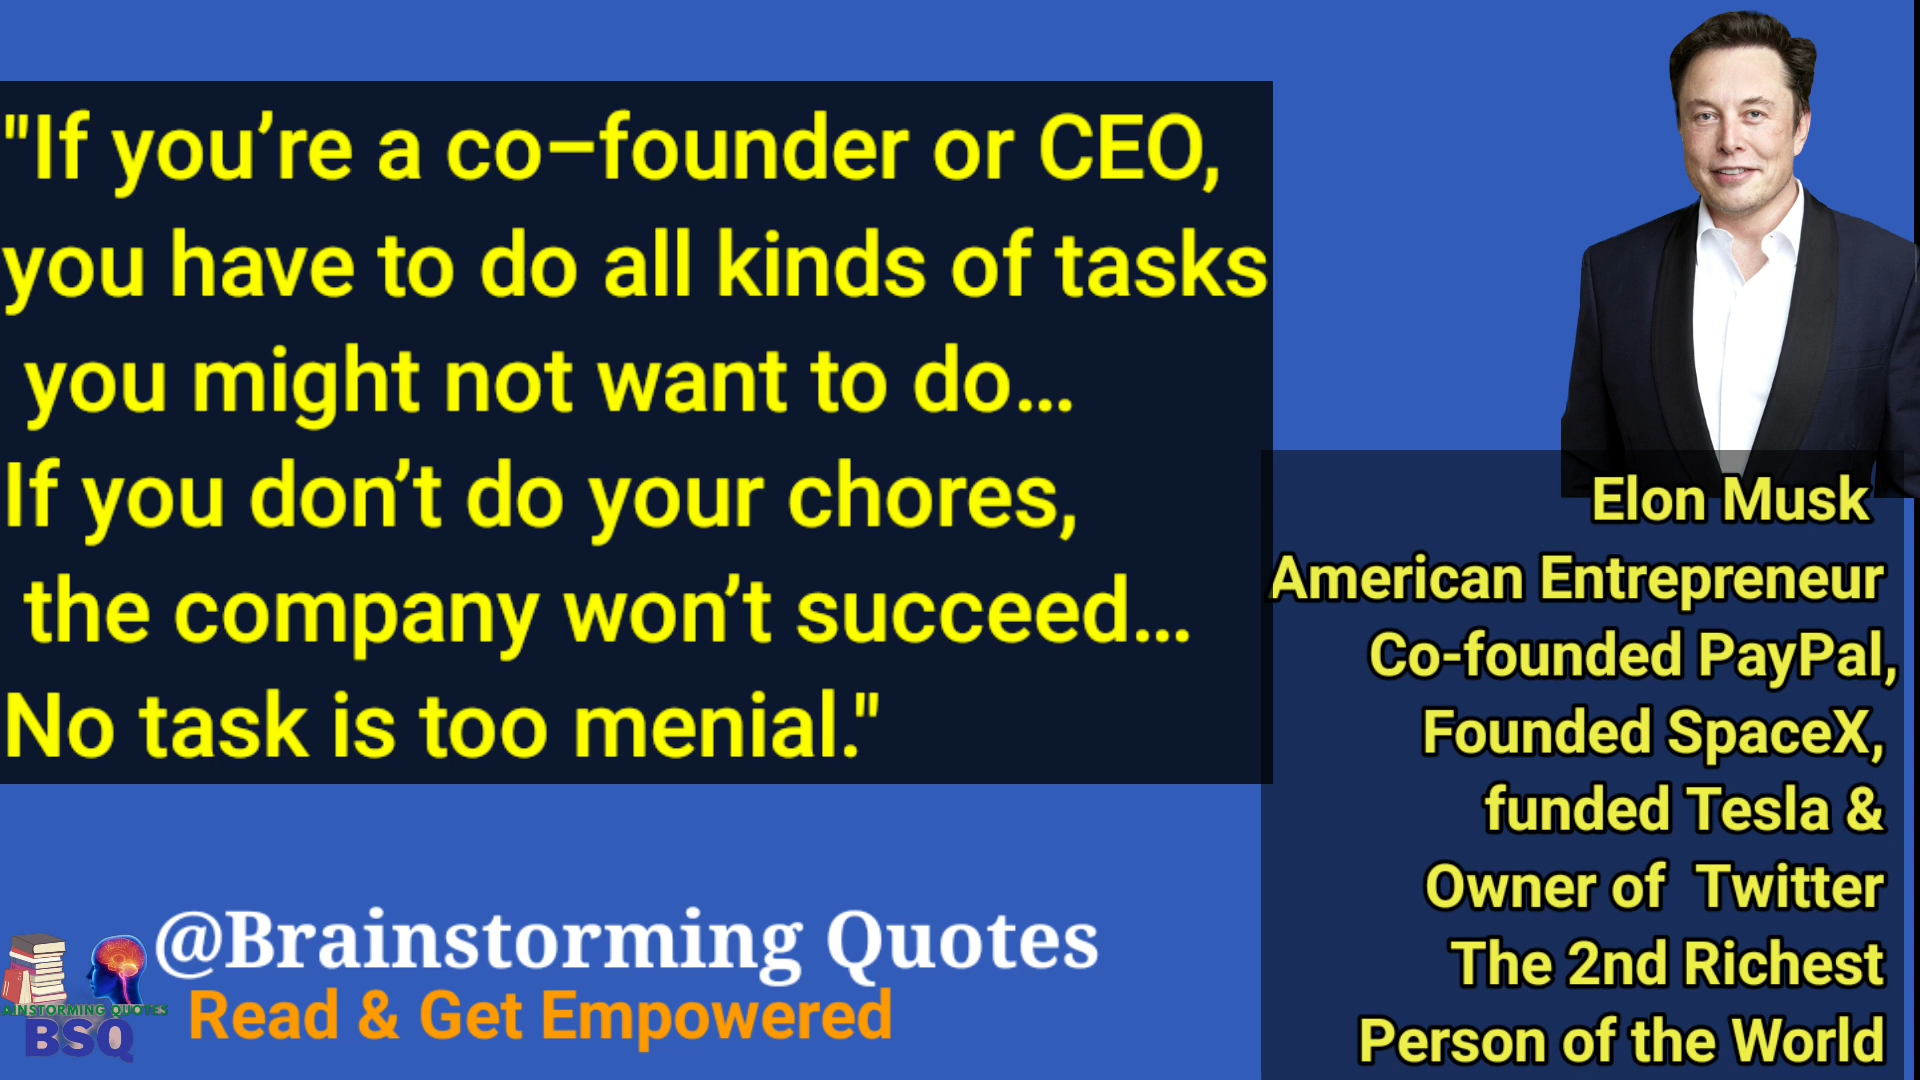 "If you’re a co–founder or CEO,
you have to do all kinds of tasks
you might not want to do...
If you don’t do your chores,
the company won’t succeed...
No task is too menial."
Elon Musk
American Entrepreneur
Co-founded PayPal,
Founded SpaceX,
funded Tesla &
Owner of Twitter
The 2nd Richest
Person of the World
@Brainstorming Quotes
Read & Get Empowered
AINSTORMING QUOTES
BSQ